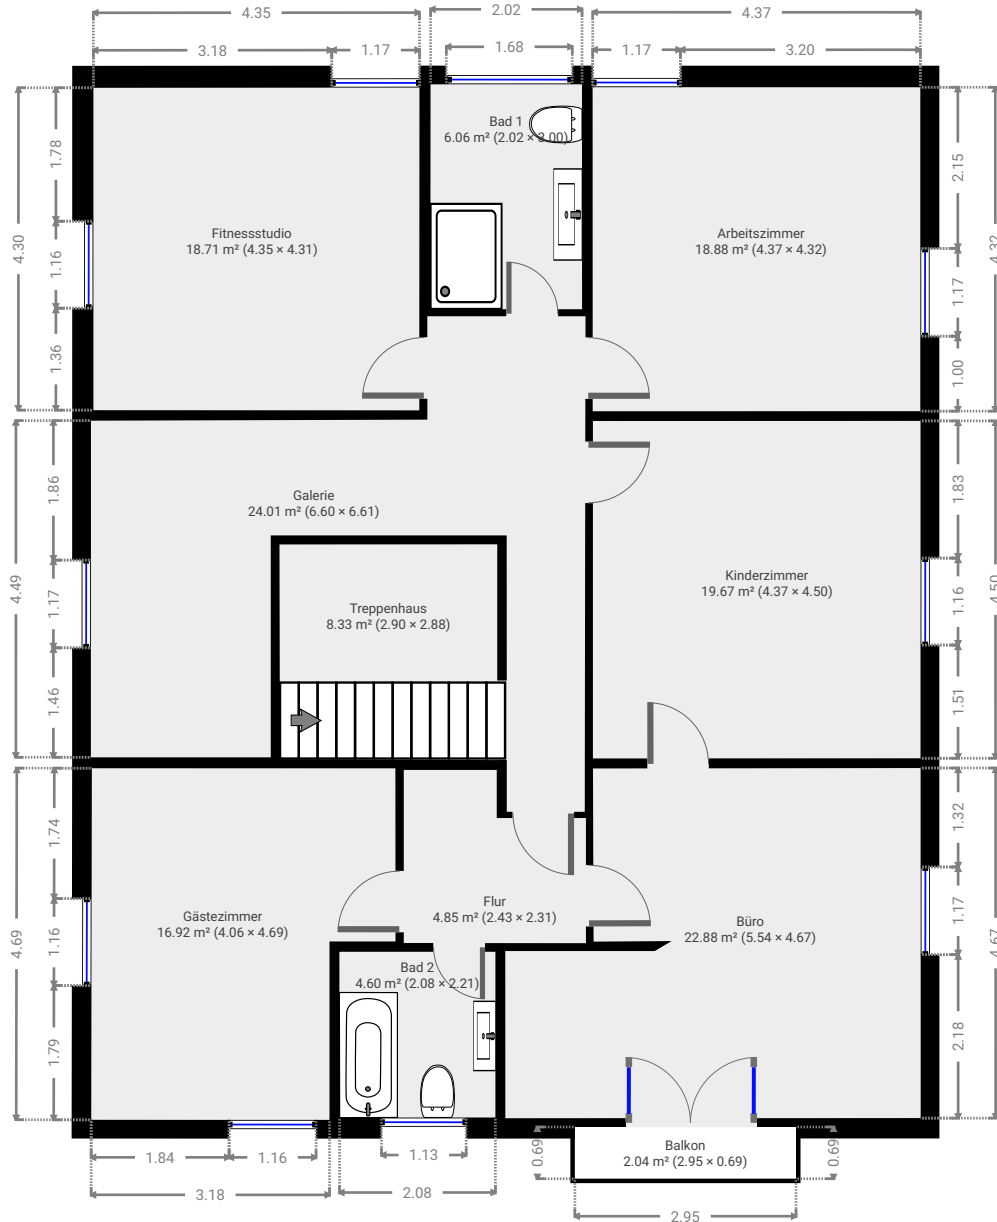 4.35
2.02
4.37
3.18
1.17
1.68
1.17
3.20
Bad 1
6.06 m² (2.02 × 3.00)
1.78
2.15
4.30
Fitnessstudio
18.71 m² (4.35 × 4.31)
Arbeitszimmer
18.88 m² (4.37 × 4.32)
4.32
1.16
1.17
1.36
1.00
1.86
1.83
Galerie
24.01 m² (6.60 × 6.61)
4.49
1.17
Treppenhaus
8.33 m² (2.90 × 2.88)
Kinderzimmer
19.67 m² (4.37 × 4.50)
1.16
4.50
1.46
1.51
1.74
1.32
Gästezimmer
16.92 m² (4.06 × 4.69)
Flur
4.85 m² (2.43 × 2.31)
Büro
22.88 m² (5.54 × 4.67)
4.69
1.16
1.17
4.67
Bad 2
4.60 m² (2.08 × 2.21)
1.79
2.18
Balkon
2.04 m² (2.95 × 0.69)
0.69
0.69
1.84
1.16
1.13
3.18
2.08
2.95